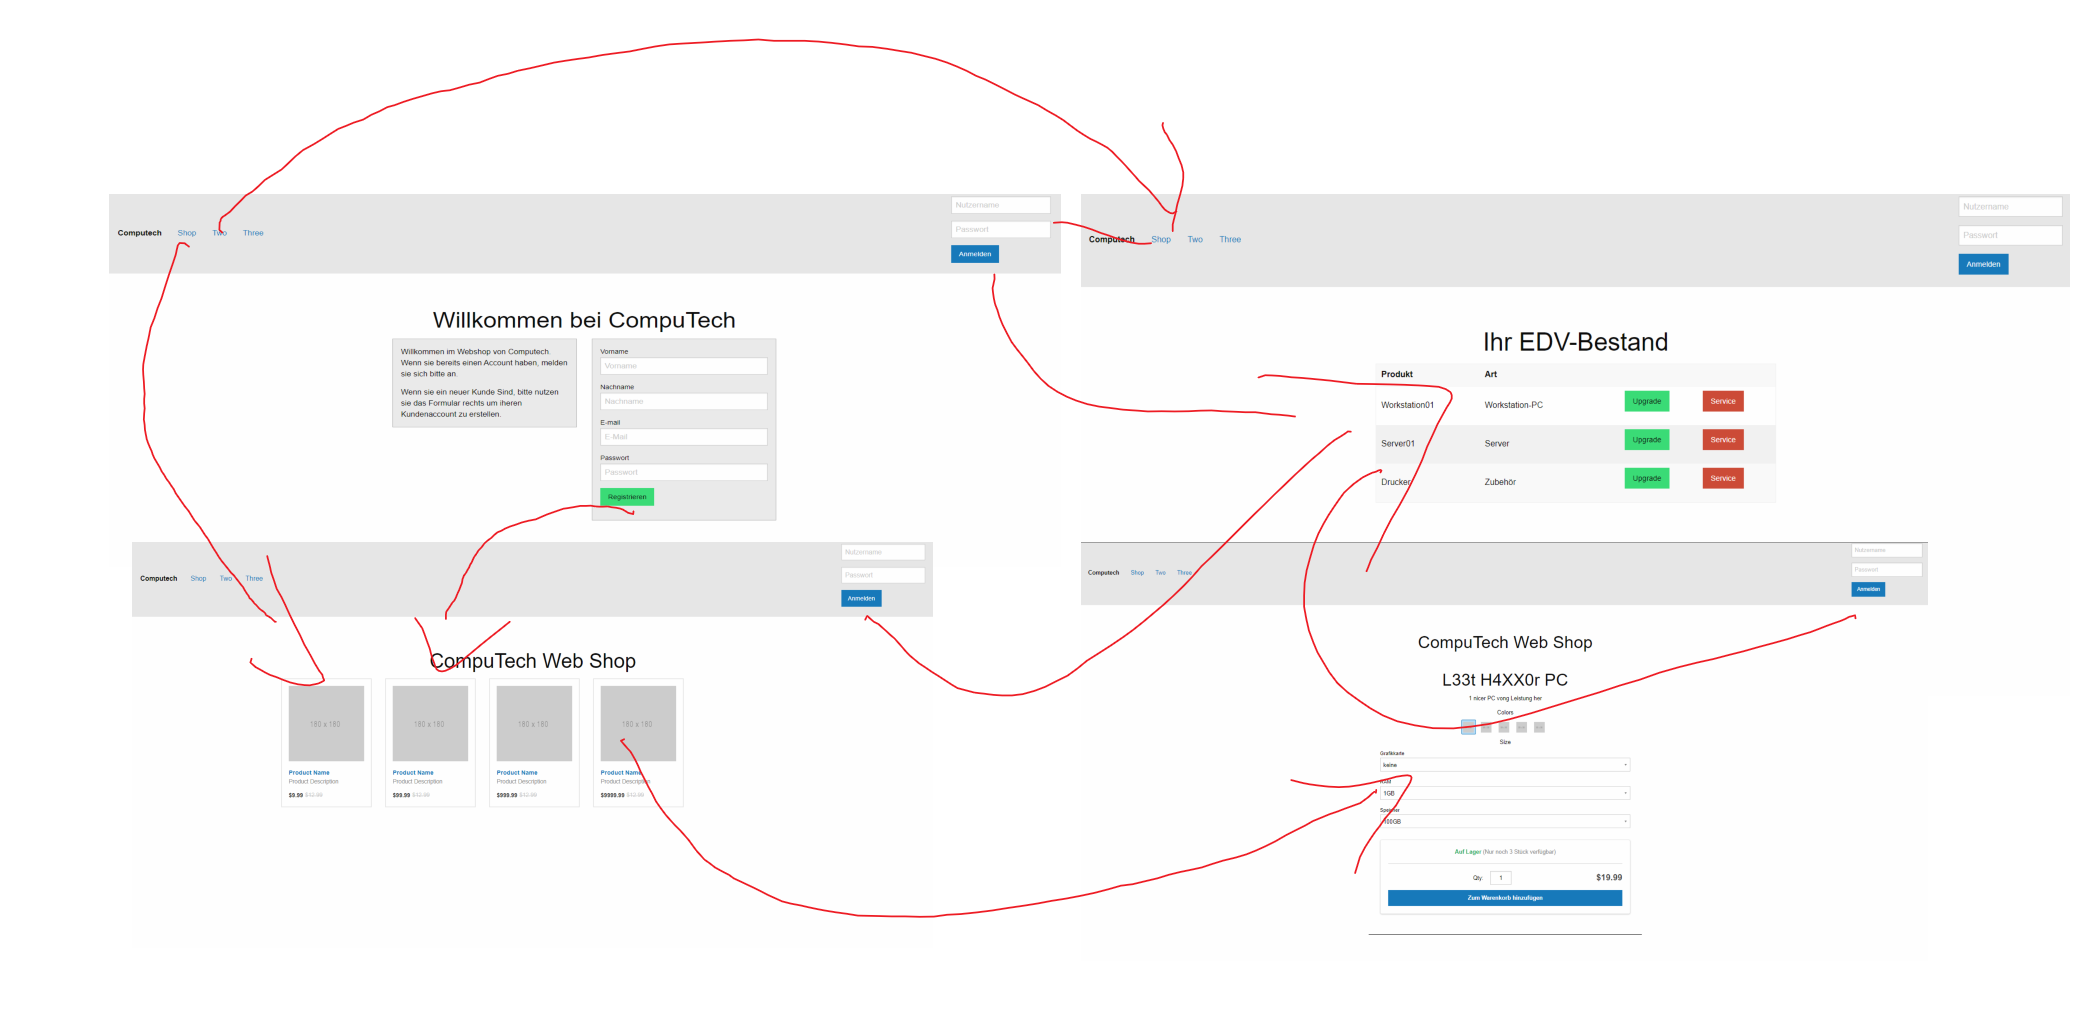 Nutzername
Passwort
Computech Shop Two Three
Anmelden
Willkommen bei CompuTech
Willkommen im Webshop von Computech.
Wenn sie bereits einen Account haben, melden
sie sich bitte an.
Wenn sie ein neuer Kunde Sind, bitte nutzen
sie das Formular rechts um iheren
Kundenaccount zu erstellen.
Vorname
Vorname
Nachname
Nachname
E-mail
E-Mail
Passwort
Passwort
Registrieren
Nutzername
Passwort
Computech Shop Two Three
Anmelden
Ihr EDV-Bestand
Produkt Art
Workstation01 Workstation-PC Upgrade Service
Server01 Server Upgrade Service
Drucker Zubehör Upgrade Service
Nutzername
Passwort
Computech Shop Two Three
Anmelden
CompuTech Web Shop
180 x 180 180 x 180 180 x 180 180 x 180
Product Name Product Name Product Name Product Name
Product Description Product Description Product Description Product Description
$9.99 $12.99 $99.99 $12.99 $999.99 $12.99 $9999.99 $12.99
Nutzername
Passwort
Computech Shop Two Three
Anmelden
CompuTech Web Shop
L33t H4XX0r PC
1 nicer PC vong Leistung her
Colors
Size
Grafikkarte
keine
RAM
1GB
Speicher
100GB
Auf Lager (Nur noch 3 Stück verfügbar)
Qty. 1 $19.99
Zum Warenkorb hinzufügen